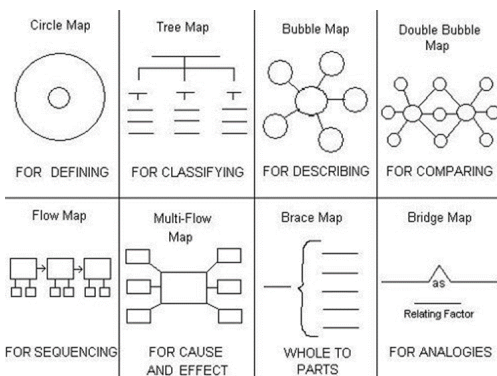 Circle Map
Tree Map
Bubble Map
Double Bubble
Map
FOR DEFINING
FOR CLASSIFYING
FOR DESCRIBING
FOR COMPARING
Flow Map
Multi-Flow
Map
Brace Map
Bridge Map
as
Relating Factor
FOR SEQUENCING
FOR CAUSE
AND EFFECT
WHOLE TO
PARTS
FOR ANALOGIES